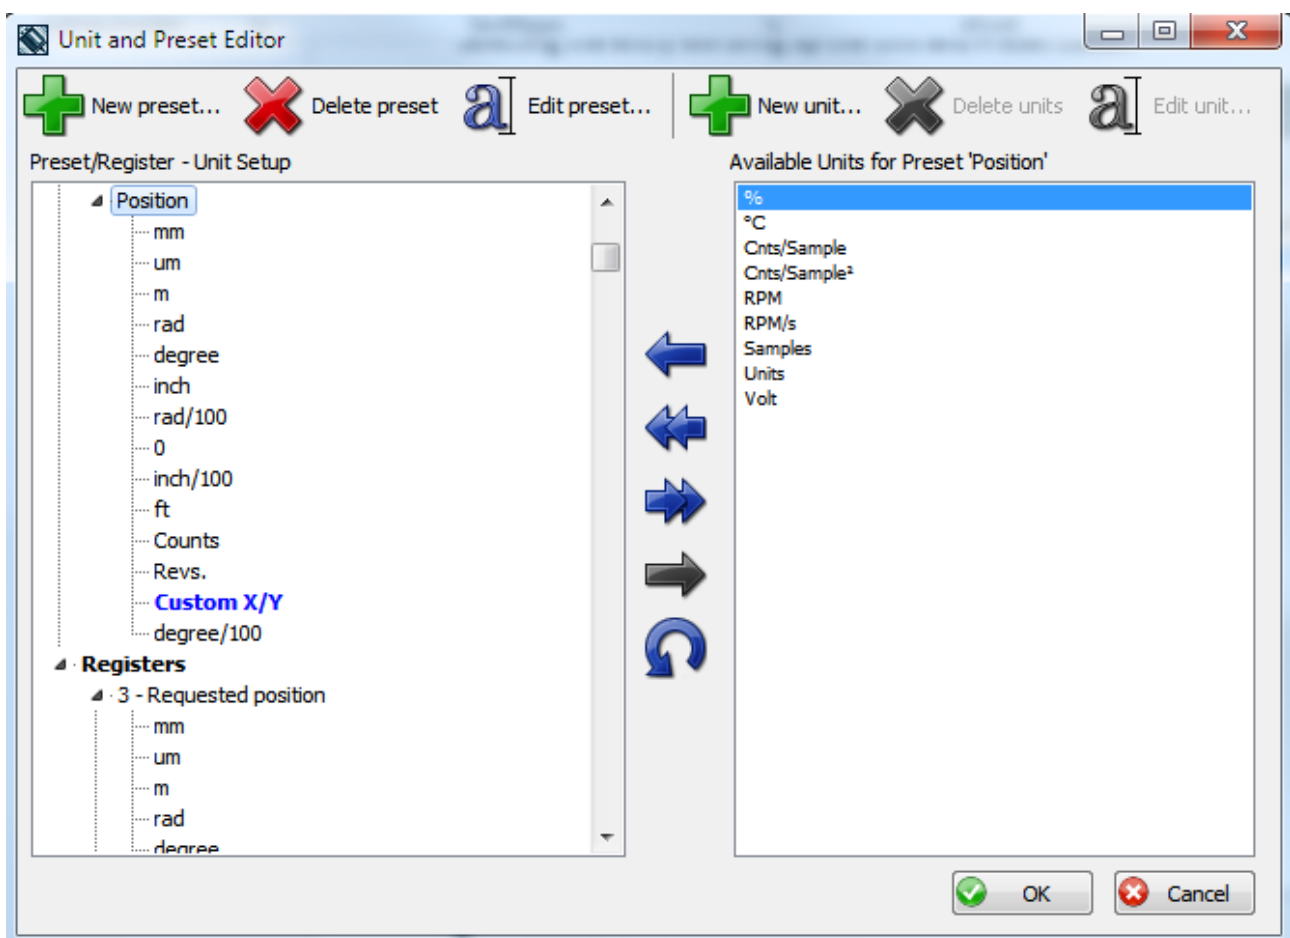 Unit and Preset Editor
New preset... Delete preset Edit preset... New unit... Delete units Edit unit...
Preset/Register - Unit Setup
Position
mm
um
m
rad
degree
inch
rad/100
0
inch/100
ft
Counts
Revs.
Custom X/Y
degree/100
Registers
3 - Requested position
mm
um
m
rad
degree
Available Units for Preset 'Position'
%
°C
Cnts/Sample
Cnts/Sample²
RPM
RPM/s
Samples
Units
Volt
OK Cancel